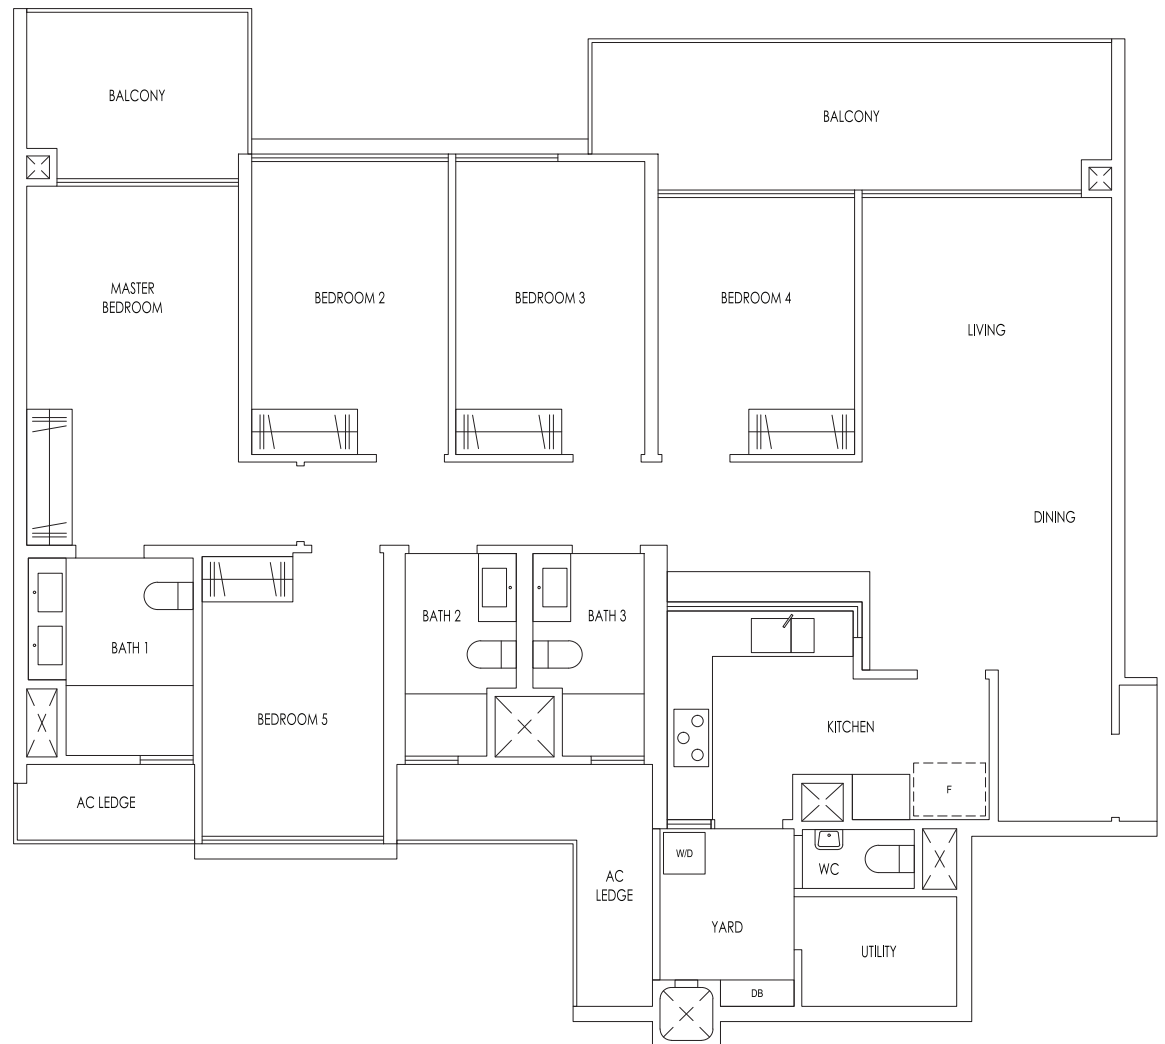 BALCONY
BALCONY
MASTER
BEDROOM
BEDROOM 2
BEDROOM 3
BEDROOM 4
LIVING
DINING
BATH 1
BATH 2
BATH 3
BEDROOM 5
KITCHEN
F
AC LEDGE
W/D
WC
AC
LEDGE
YARD
UTILITY
DB